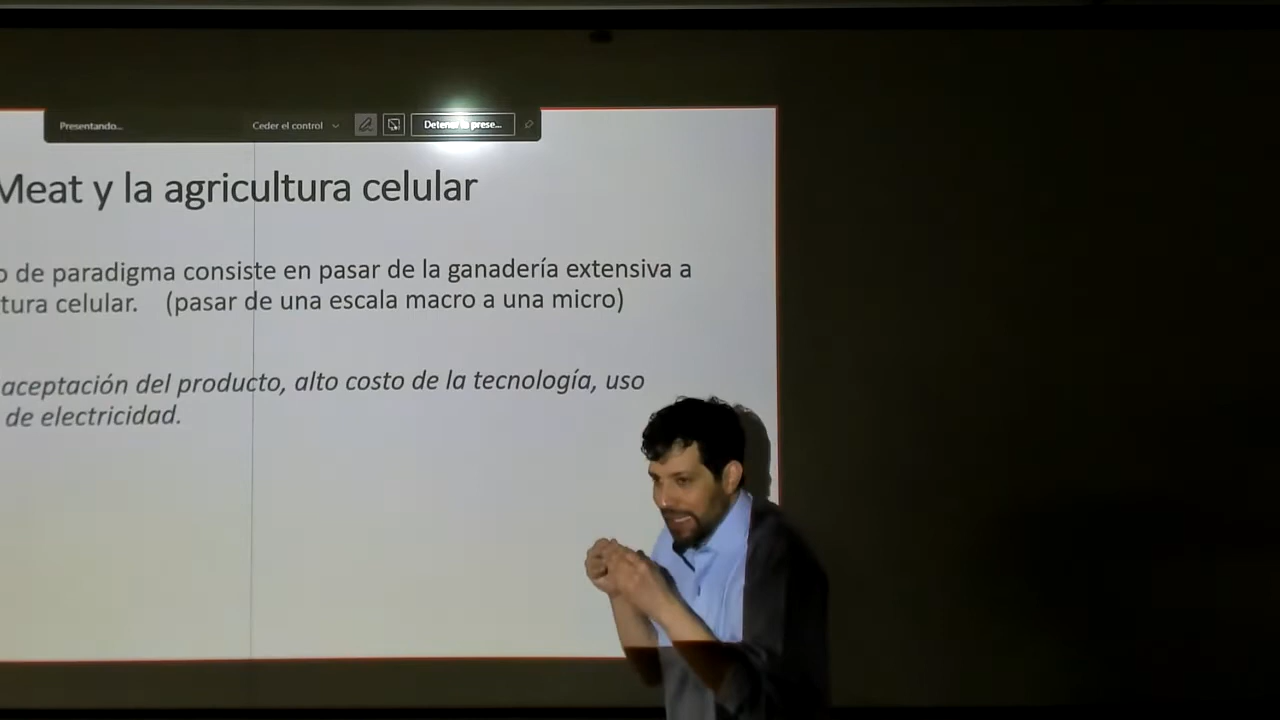 Presentando...
Ceder el control
Meat y la agricultura celular
de paradigma consiste en pasar de la ganadería extensiva a
celular. (pasar de una escala macro a una micro)
aceptación del producto, alto costo de la tecnología, uso
de electricidad.